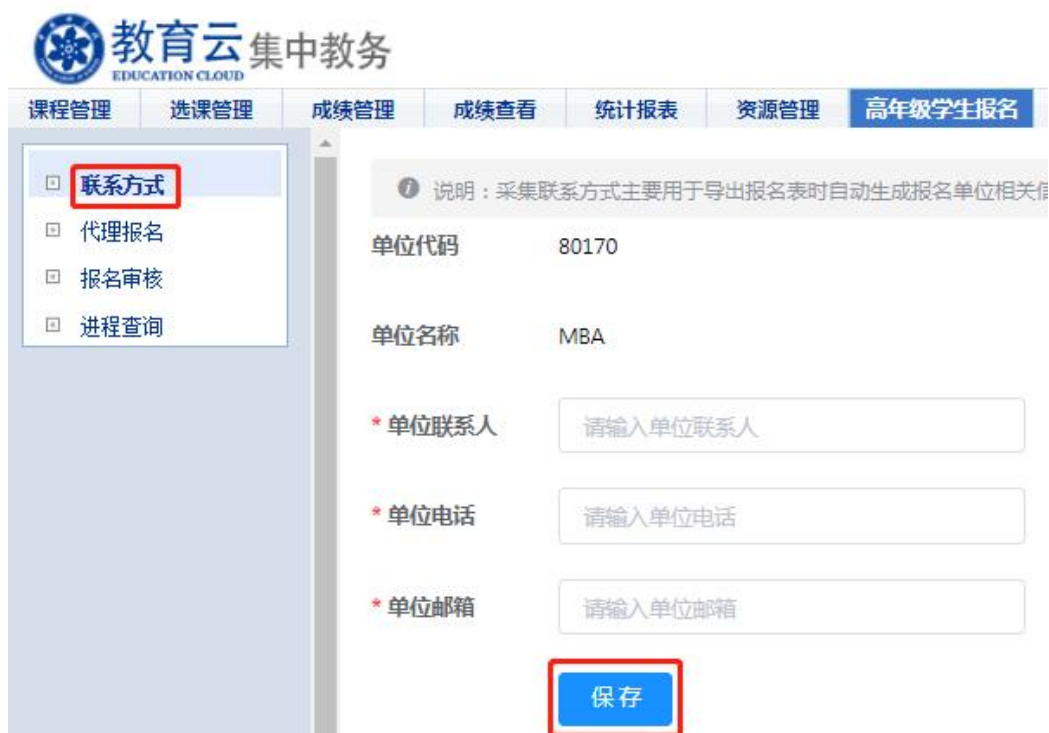 教育云 集中教务
EDUCATION CLOUD
课程管理 选课管理 成绩管理 成绩查看 统计报表 资源管理 高年级学生报名
联系方式
代理报名
报名审核
进程查询
说明：采集联系方式主要用于导出报名表时自动生成报名单位相关信
单位代码 80170
单位名称 MBA
* 单位联系人 请输入单位联系人
* 单位电话 请输入单位电话
* 单位邮箱 请输入单位邮箱
保存